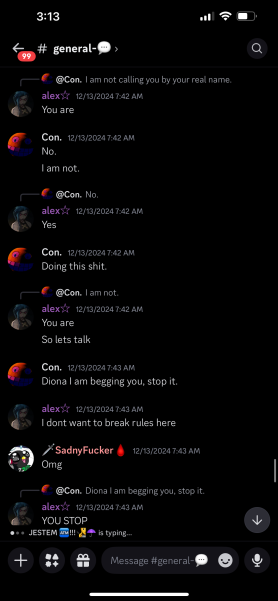 3:13
99
# general-💬 ›
@Con. I am not calling you by your real name.
alex☆ 12/13/2024 7:42 AM
You are
Con. 12/13/2024 7:42 AM
No.
I am not.
@Con. No.
alex☆ 12/13/2024 7:42 AM
Yes
Con. 12/13/2024 7:42 AM
Doing this shit.
@Con. I am not.
alex☆ 12/13/2024 7:42 AM
You are
So lets talk
Con. 12/13/2024 7:43 AM
Diona I am begging you, stop it.
alex☆ 12/13/2024 7:43 AM
I dont want to break rules here
🗡️SadnyFucker🩸 12/13/2024 7:43 AM
Omg
@Con. Diona I am begging you, stop it.
alex☆ 12/13/2024 7:43 AM
YOU STOP
JESTEM 🏧!!! 🧏☂️ is typing...
Message #general-💬